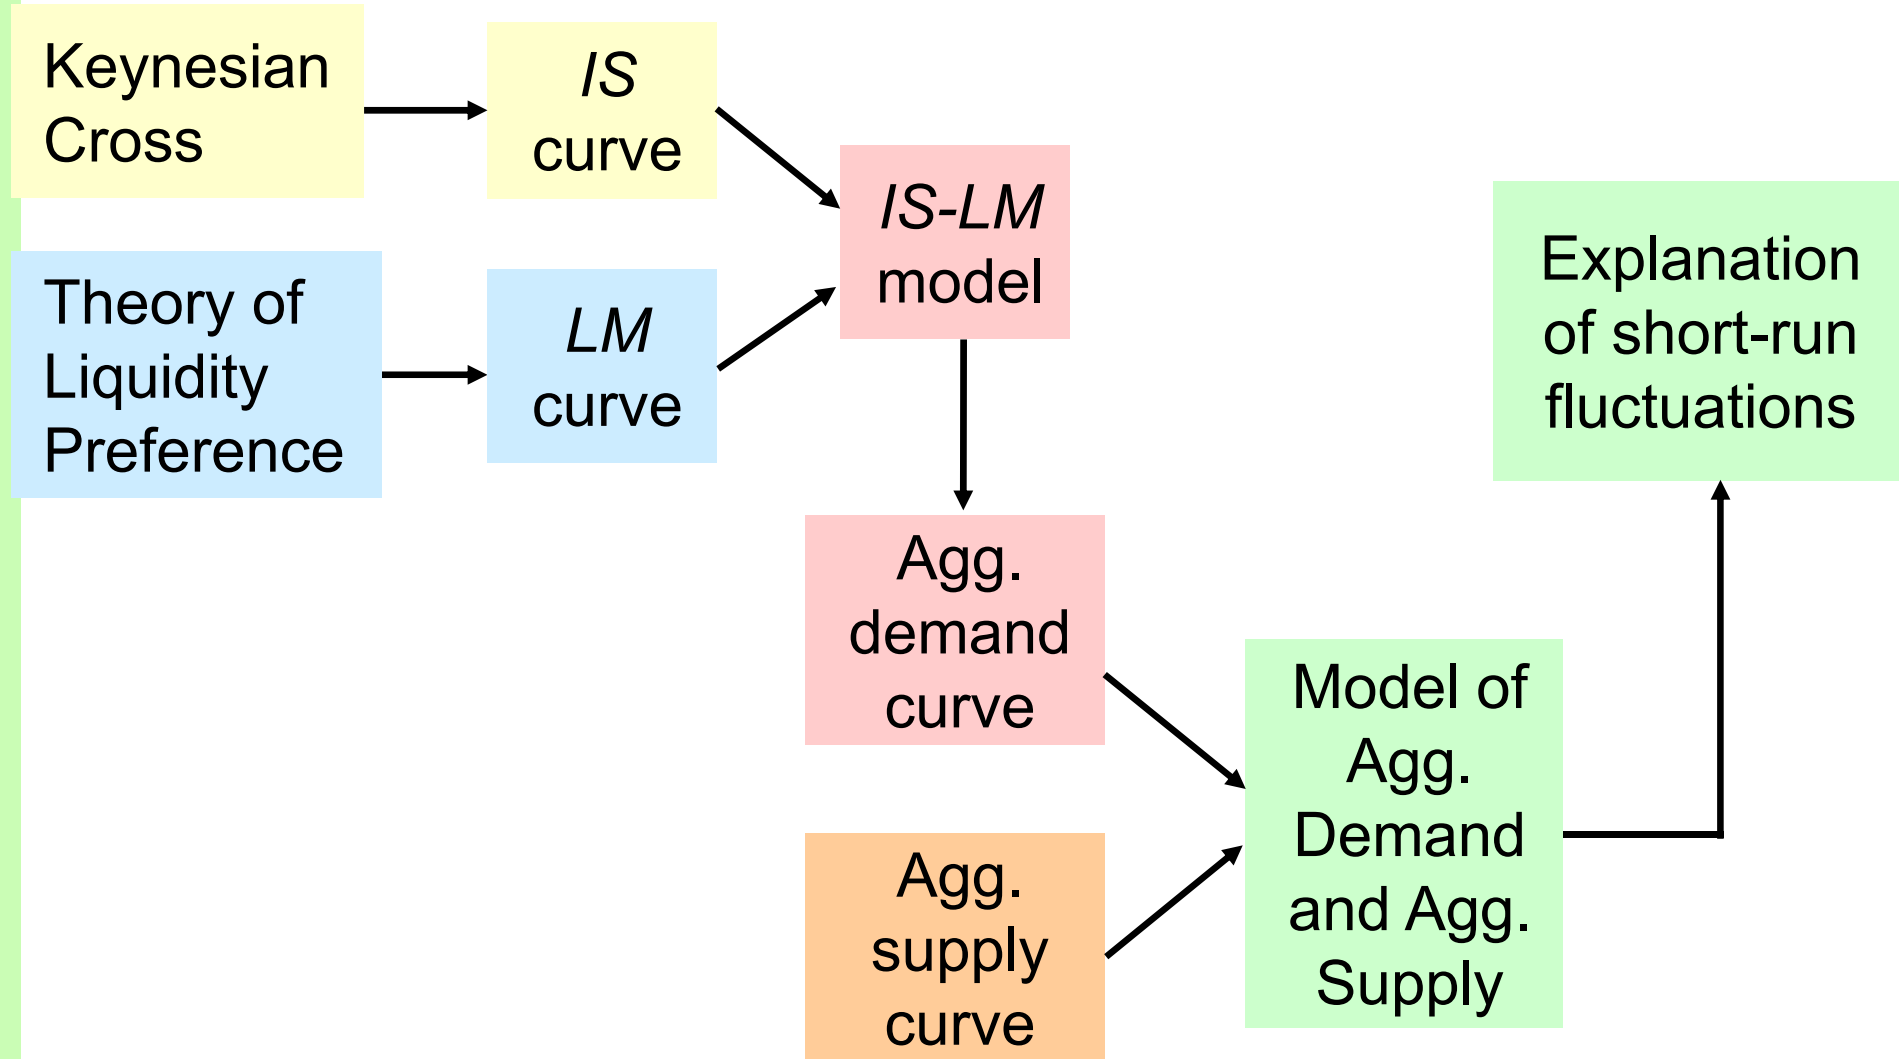 Keynesian
Cross
IS
curve
Theory of
Liquidity
Preference
LM
curve
IS-LM
model
Agg.
demand
curve
Agg.
supply
curve
Model of
Agg.
Demand
and Agg.
Supply
Explanation
of short-run
fluctuations